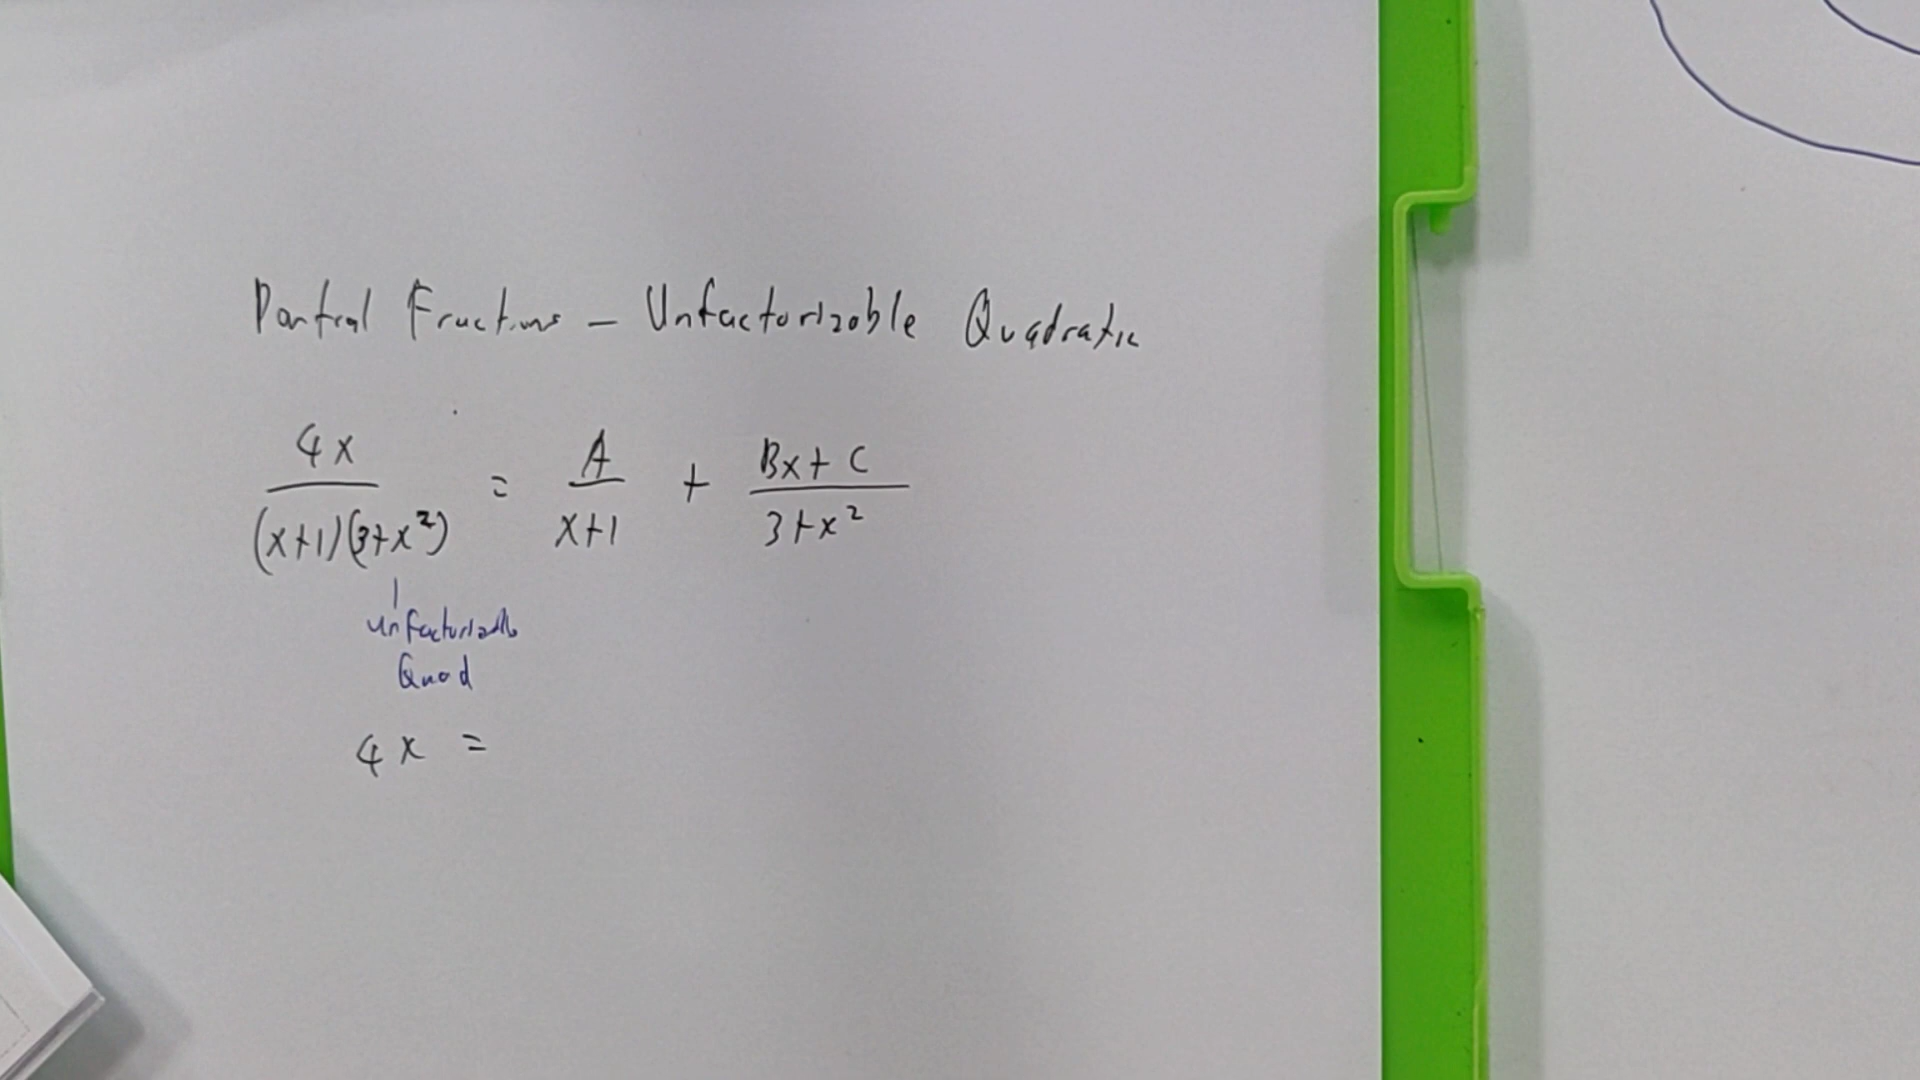 Partial Fractions - Unfactorizable Quadratic
4x / (x+1)(3+x²) = A / x+1 + Bx+C / 3+x²
unfactorizable
Quad
4x =